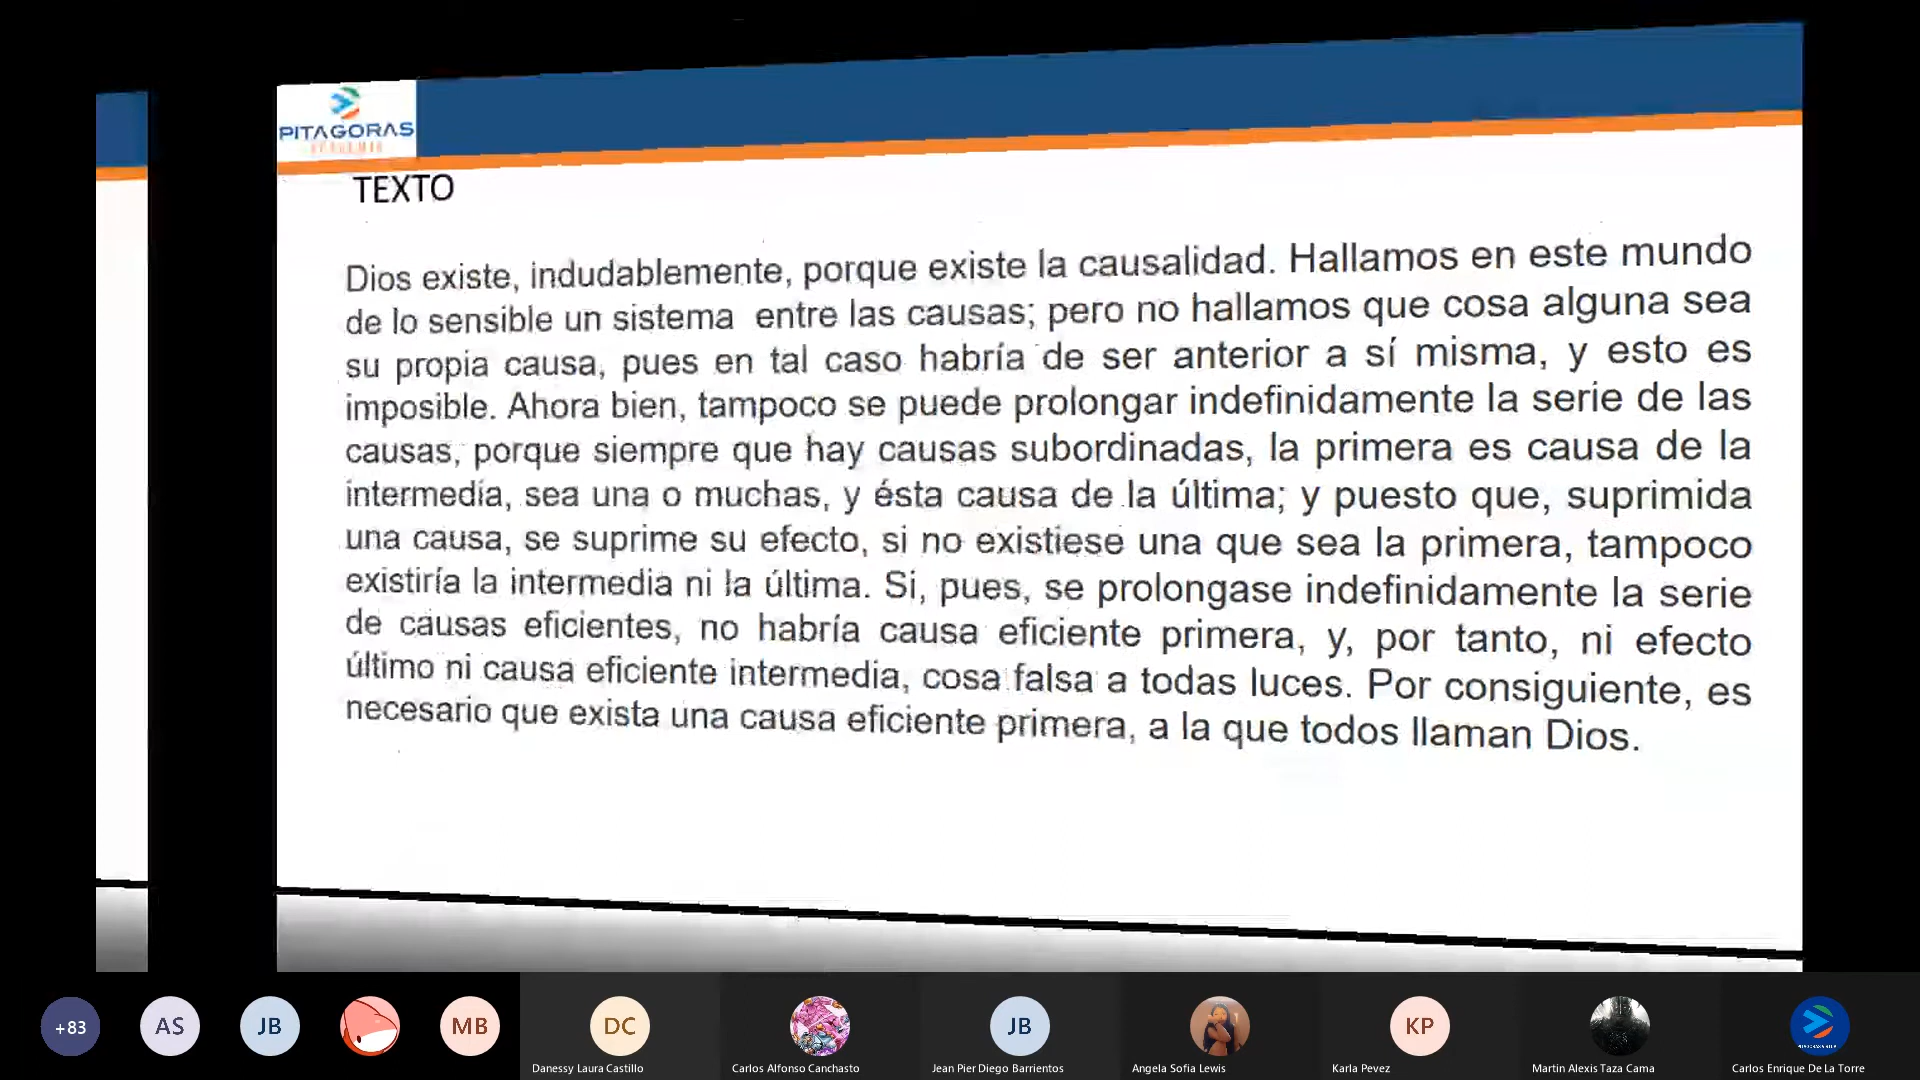 PITAGORAS
ACADEMIA
TEXTO
Dios existe, indudablemente, porque existe la causalidad. Hallamos en este mundo
de lo sensible un sistema entre las causas; pero no hallamos que cosa alguna sea
su propia causa, pues en tal caso habría de ser anterior a sí misma, y esto es
imposible. Ahora bien, tampoco se puede prolongar indefinidamente la serie de las
causas, porque siempre que hay causas subordinadas, la primera es causa de la
intermedia, sea una o muchas, y ésta causa de la última; y puesto que, suprimida
una causa, se suprime su efecto, si no existiese una que sea la primera, tampoco
existiría la intermedia ni la última. Si, pues, se prolongase indefinidamente la serie
de causas eficientes, no habría causa eficiente primera, y, por tanto, ni efecto
último ni causa eficiente intermedia, cosa falsa a todas luces. Por consiguiente, es
necesario que exista una causa eficiente primera, a la que todos llaman Dios.
+83
AS
JB
MB
DC
JB
KP
Danessy Laura Castillo
Carlos Alfonso Canchasto
Jean Pier Diego Barrientos
Angela Sofia Lewis
Karla Pevez
Martin Alexis Taza Cama
Carlos Enrique De La Torre